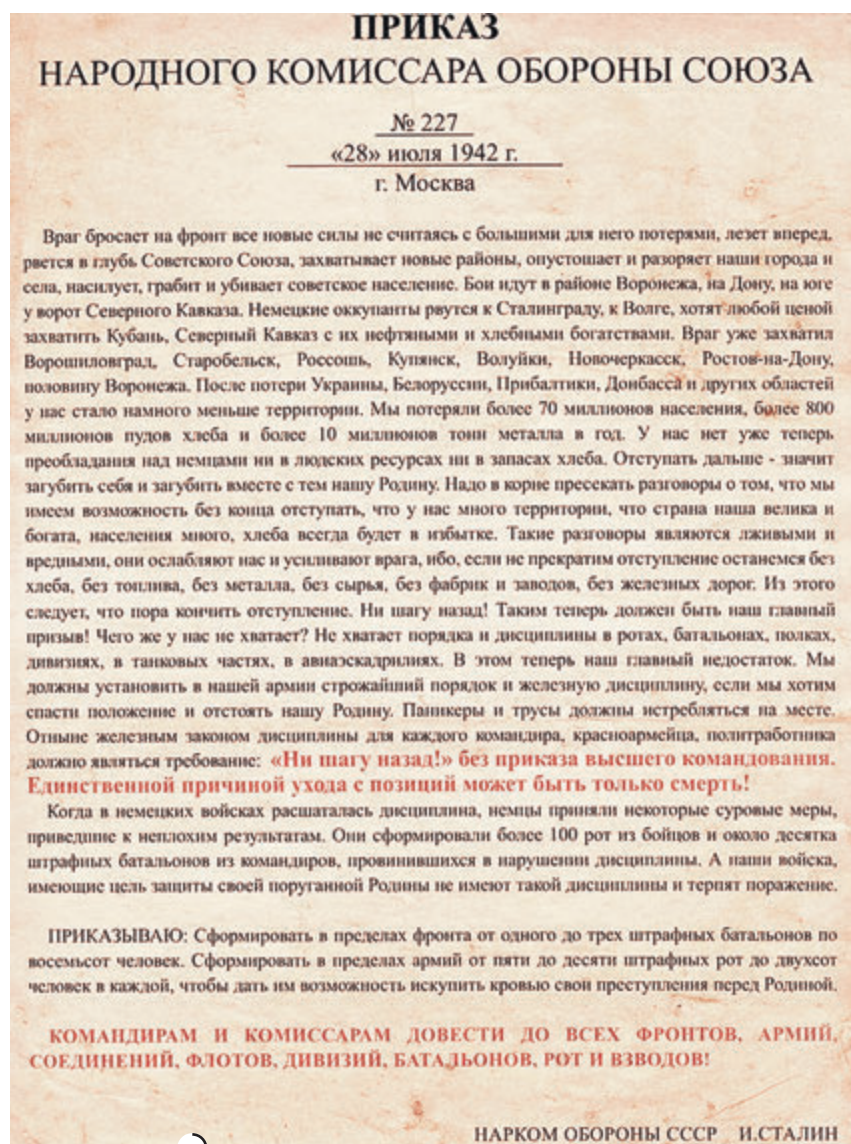 ПРИКАЗ
НАРОДНОГО КОМИССАРА ОБОРОНЫ СОЮЗА
№ 227
«28» июля 1942 г.
г. Москва
Враг бросает на фронт все новые силы не считаясь с большими для него потерями, лезет вперед,
рвется в глубь Советского Союза, захватывает новые районы, опустошает и разоряет наши города и
села, насилует, грабит и убивает советское население. Бои идут в районе Воронежа, на Дону, на юге
у ворот Северного Кавказа. Немецкие оккупанты рвутся к Сталинграду, к Волге, хотят любой ценой
захватить Кубань, Северный Кавказ с их нефтяными и хлебными богатствами. Враг уже захватил
Ворошиловград, Старобельск, Россошь, Купянск, Волуйки, Новочеркасск, Ростов-на-Дону,
половину Воронежа. После потери Украины, Белоруссии, Прибалтики, Донбасса и других областей
у нас стало намного меньше территории. Мы потеряли более 70 миллионов населения, более 800
миллионов пудов хлеба и более 10 миллионов тонн металла в год. У нас нет уже теперь
преобладания над немцами ни в людских ресурсах ни в запасах хлеба. Отступать дальше - значит
загубить себя и загубить вместе с тем нашу Родину. Надо в корне пресекать разговоры о том, что мы
имеем возможность без конца отступать, что у нас много территории, что страна наша велика и
богата, населения много, хлеба всегда будет в избытке. Такие разговоры являются лживыми и
вредными, они ослабляют нас и усиливают врага, ибо, если не прекратим отступление останемся без
хлеба, без топлива, без металла, без сырья, без фабрик и заводов, без железных дорог. Из этого
следует, что пора кончить отступление. Ни шагу назад! Таким теперь должен быть наш главный
призыв! Чего же у нас не хватает? Не хватает порядка и дисциплины в ротах, батальонах, полках,
дивизиях, в танковых частях, в авиаэскадрилиях. В этом теперь наш главный недостаток. Мы
должны установить в нашей армии строжайший порядок и железную дисциплину, если мы хотим
спасти положение и отстоять нашу Родину. Паникеры и трусы должны истребляться на месте.
Отныне железным законом дисциплины для каждого командира, красноармейца, политработника
должно являться требование: «Ни шагу назад!» без приказа высшего командования.
Единственной причиной ухода с позиций может быть только смерть!
Когда в немецких войсках расшаталась дисциплина, немцы приняли некоторые суровые меры,
приведшие к неплохим результатам. Они сформировали более 100 рот из бойцов и около десятка
штрафных батальонов из командиров, провинившихся в нарушении дисциплины. А наши войска,
имеющие цель защиты своей поруганной Родины не имеют такой дисциплины и терпят поражение.
ПРИКАЗЫВАЮ: Сформировать в пределах фронта от одного до трех штрафных батальонов по
восемьсот человек. Сформировать в пределах армий от пяти до десяти штрафных рот до двухсот
человек в каждой, чтобы дать им возможность искупить кровью свои преступления перед Родиной.
КОМАНДИРАМ И КОМИССАРАМ ДОВЕСТИ ДО ВСЕХ ФРОНТОВ, АРМИЙ,
СОЕДИНЕНИЙ, ФЛОТОВ, ДИВИЗИЙ, БАТАЛЬОНОВ, РОТ И ВЗВОДОВ!
НАРКОМ ОБОРОНЫ СССР И.СТАЛИН